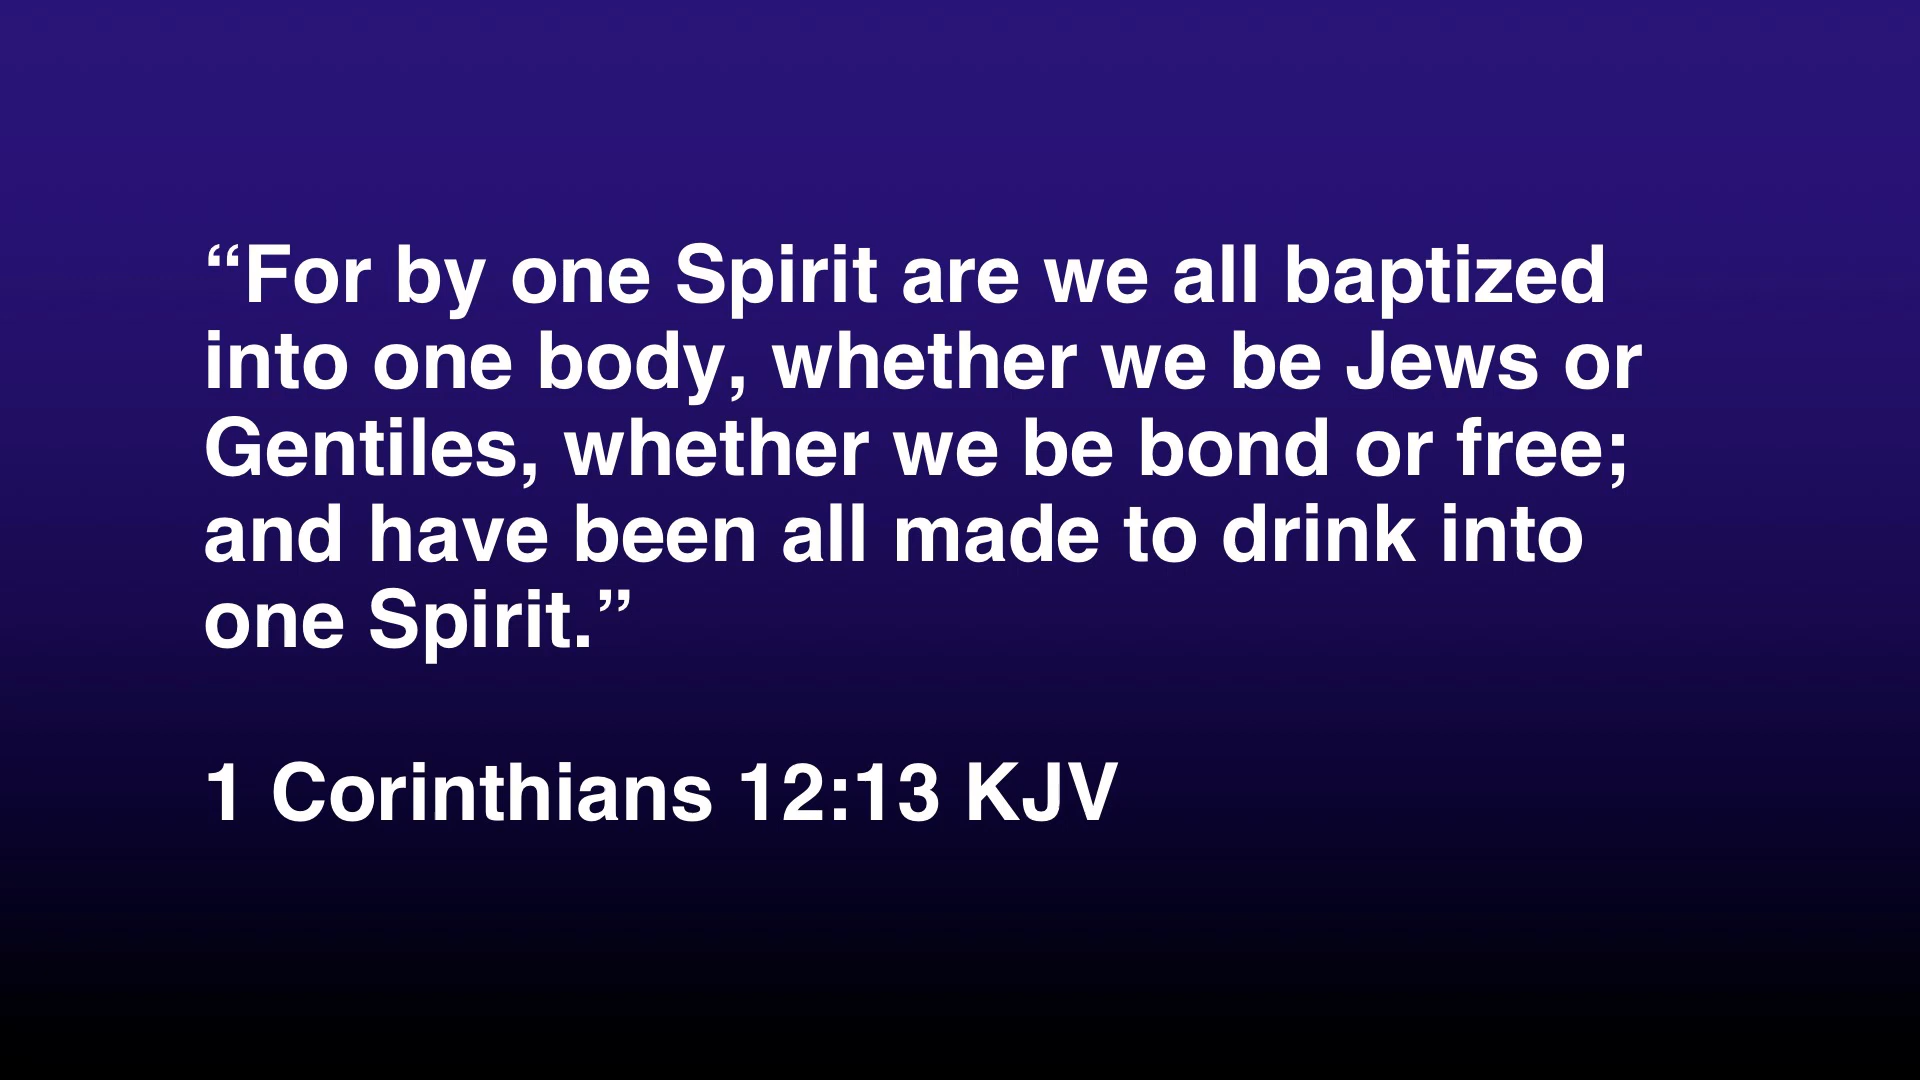 “For by one Spirit are we all baptized
into one body, whether we be Jews or
Gentiles, whether we be bond or free;
and have been all made to drink into
one Spirit.”
1 Corinthians 12:13 KJV